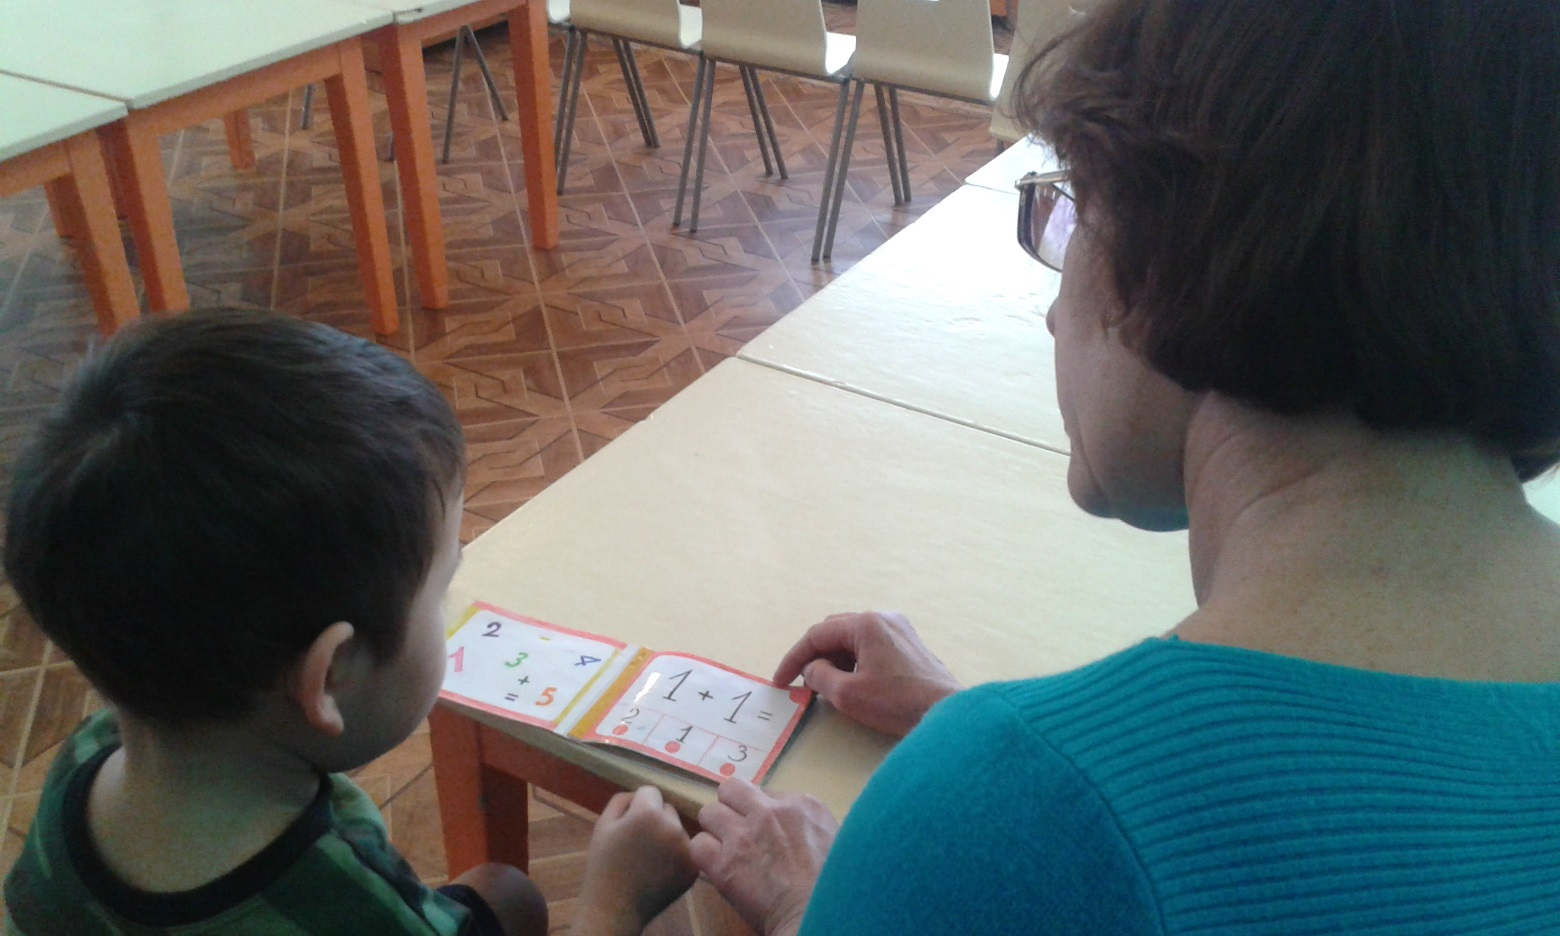 2 -
1 3 4
+
= 5
1 + 1 =
2 1 3